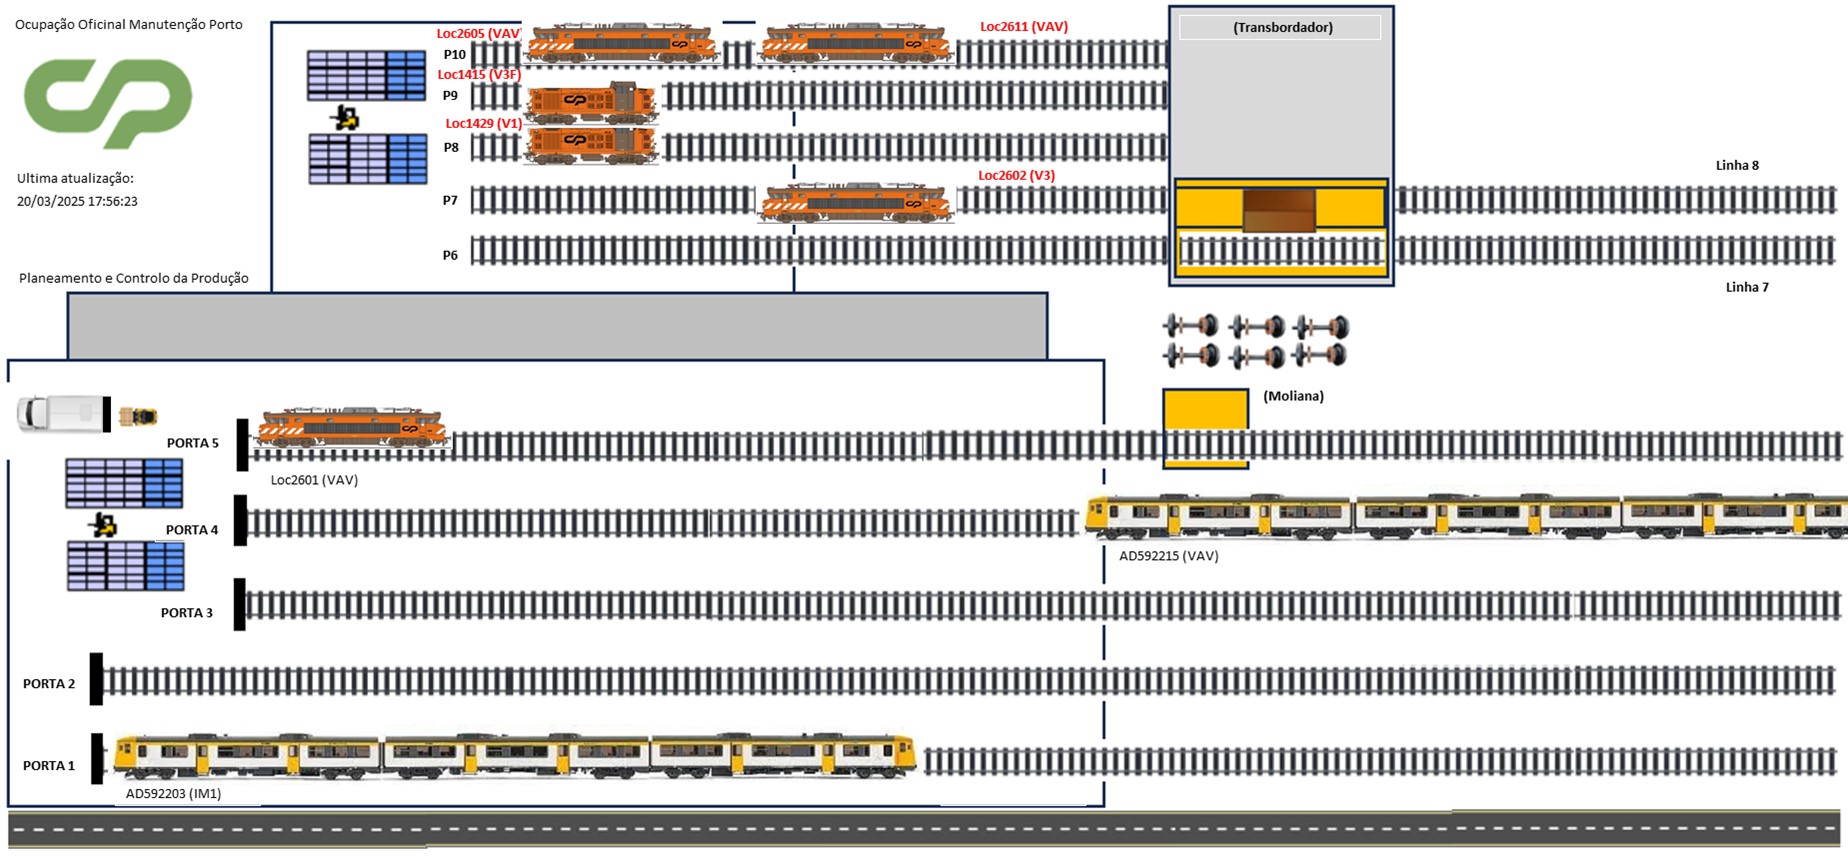 Ocupação Oficinal Manutenção Porto
CP
Ultima atualização:
20/03/2025 17:56:23
Planeamento e Controlo da Produção
Loc2605 (VAV)
Loc2611 (VAV)
(Transbordador)
P10
Loc1415 (V3F)
P9
Loc1429 (V1)
P8
Linha 8
Loc2602 (V3)
P7
P6
Linha 7
(Moliana)
PORTA 5
Loc2601 (VAV)
PORTA 4
AD592215 (VAV)
PORTA 3
PORTA 2
PORTA 1
AD592203 (IM1)